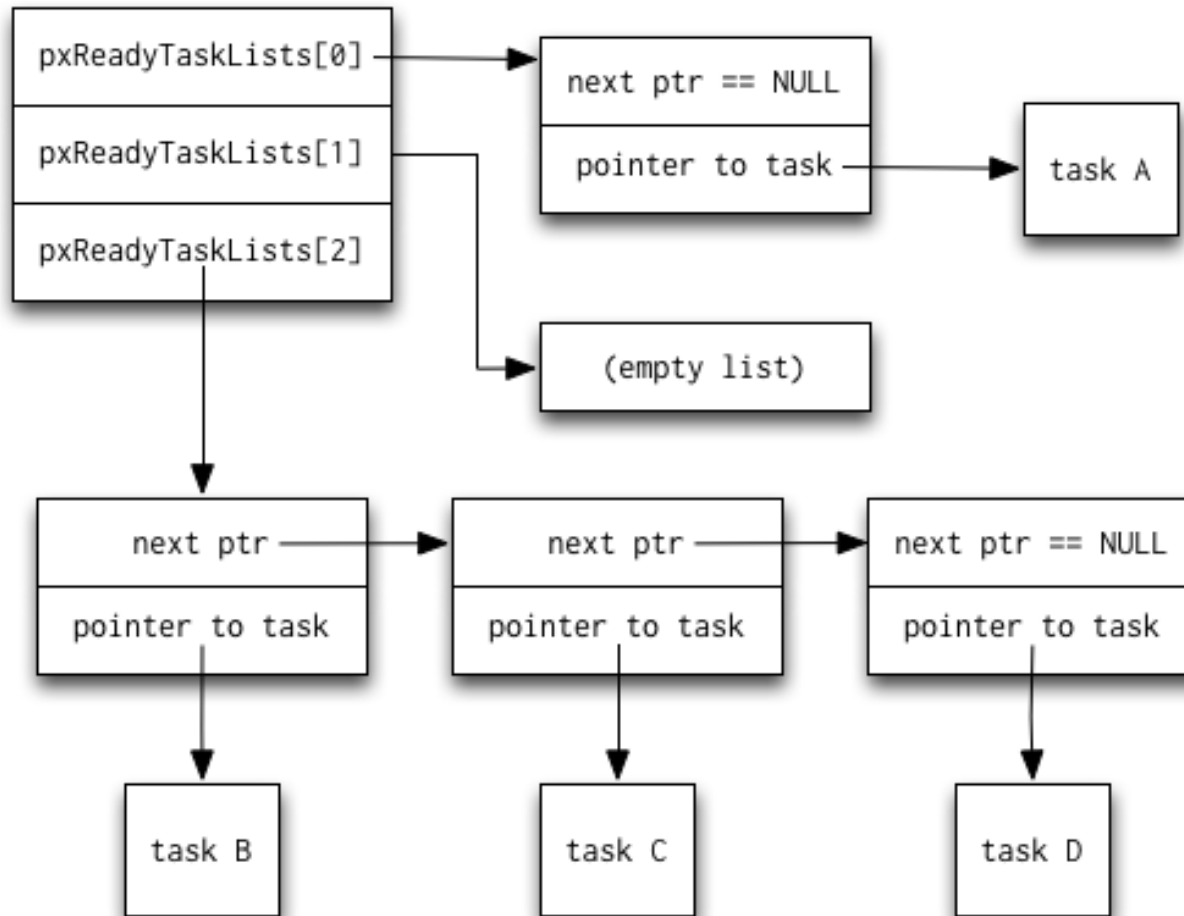 pxReadyTaskLists[0]
pxReadyTaskLists[1]
pxReadyTaskLists[2]
next ptr == NULL
pointer to task
task A
(empty list)
next ptr
pointer to task
next ptr
pointer to task
next ptr == NULL
pointer to task
task B
task C
task D